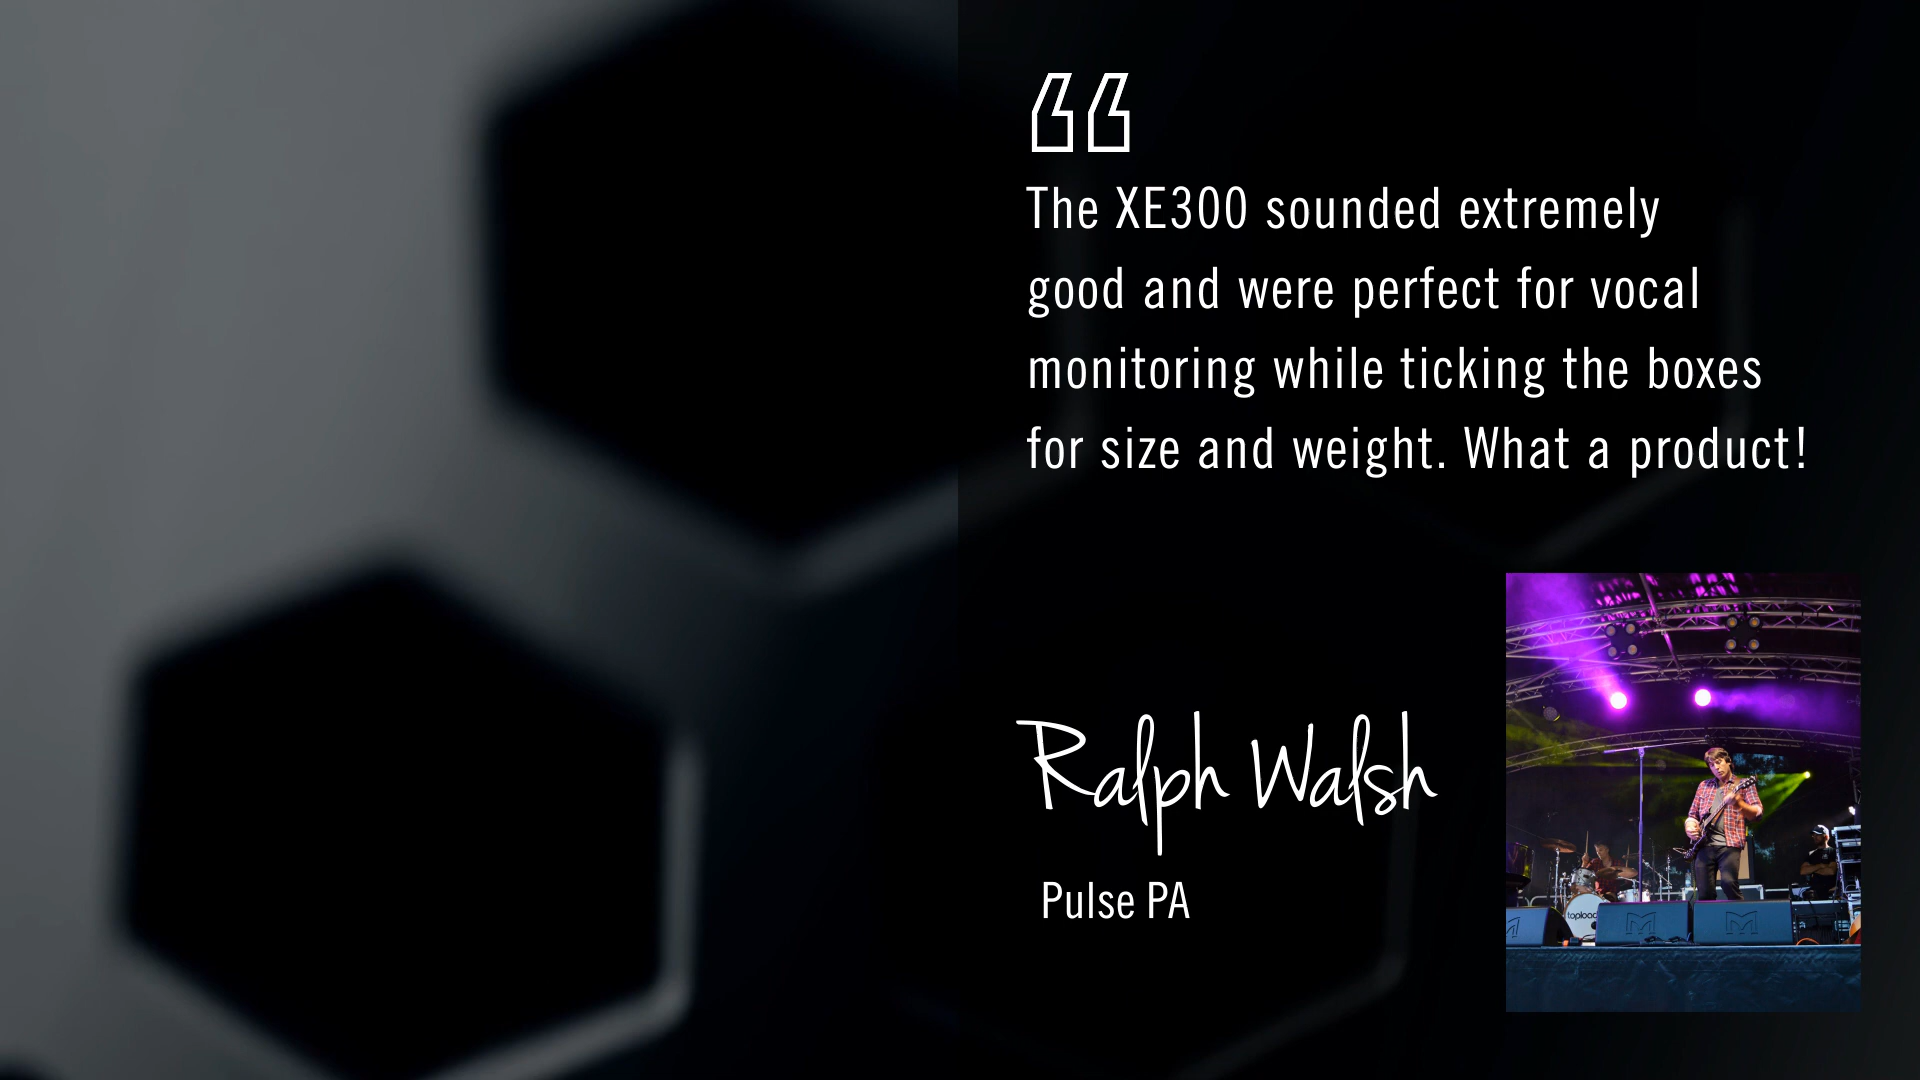 “
The XE300 sounded extremely
good and were perfect for vocal
monitoring while ticking the boxes
for size and weight. What a product!
Ralph Walsh
Pulse PA
toploader